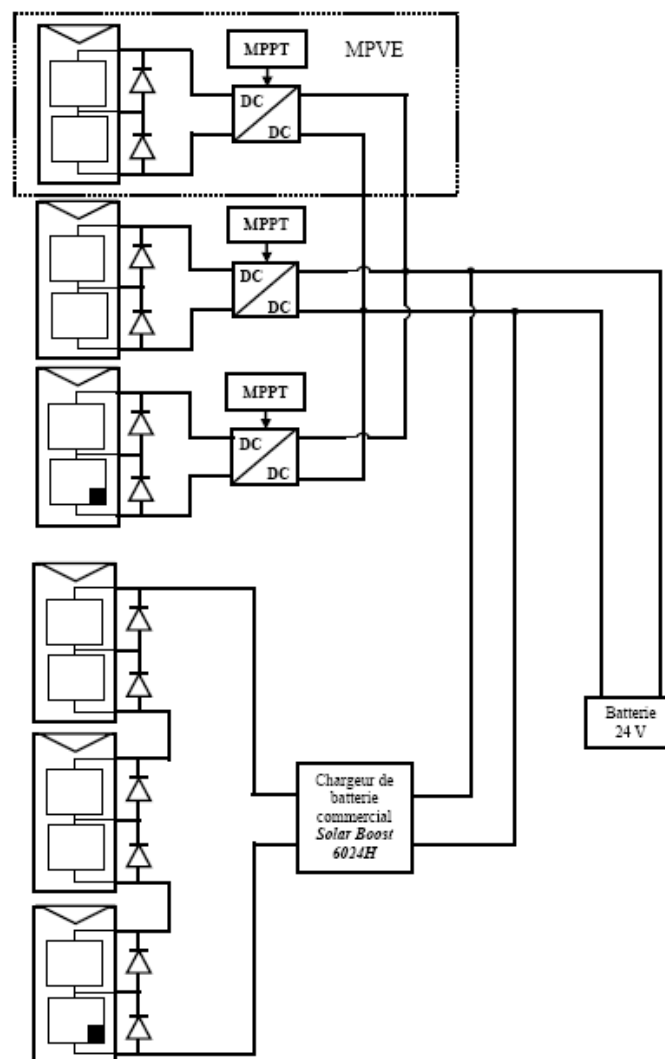 MPPT
MPVE
DC
DC
MPPT
DC
DC
MPPT
DC
DC
Batterie
24 V
Chargeur de
batterie
commercial
Solar Boost
6024H